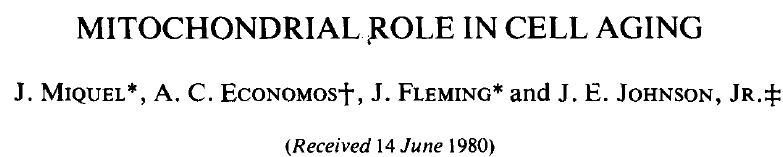 MITOCHONDRIAL ROLE IN CELL AGING
J. MIQUEL*, A. C. ECONOMOS†, J. FLEMING* and J. E. JOHNSON, JR.‡
(Received 14 June 1980)